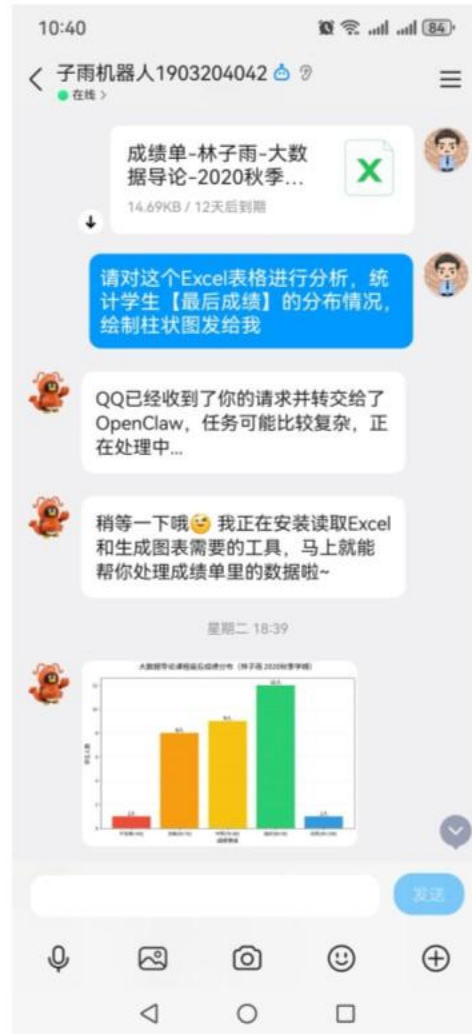 10:40
84
子雨机器人1903204042
在线 >
成绩单-林子雨-大数
据导论-2020秋季...
14.69KB / 12天后到期
请对这个Excel表格进行分析，统
计学生【最后成绩】的分布情况，
绘制柱状图发给我
QQ已经收到了你的请求并转交给了
OpenClaw，任务可能比较复杂，正
在处理中...
稍等一下哦 我正在安装读取Excel
和生成图表需要的工具，马上就能
帮你处理成绩单里的数据啦~
星期二 18:39
大数据导论课程最后成绩分布（林子雨 2020秋季学期）
发送